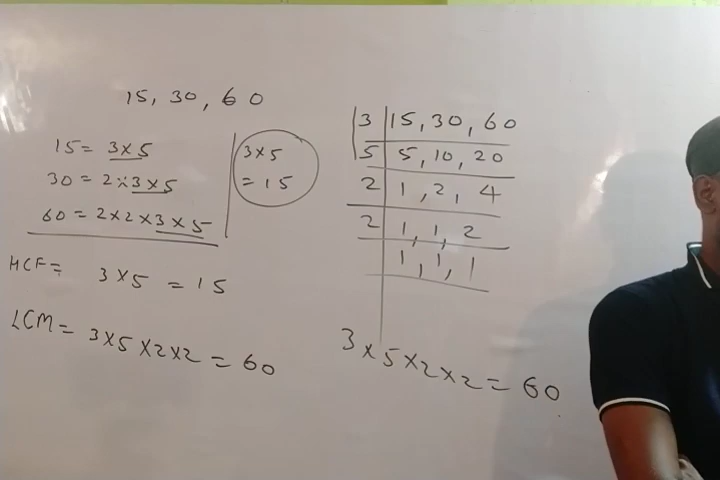 15, 30, 60
15 = 3×5
30 = 2×3×5
60 = 2×2×3×5
3×5
= 15
HCF = 3×5 = 15
LCM = 3×5×2×2 = 60
3 15, 30, 60
5 5, 10, 20
2 1, 2, 4
2 1, 1, 2
1, 1, 1
3×5×2×2 = 60